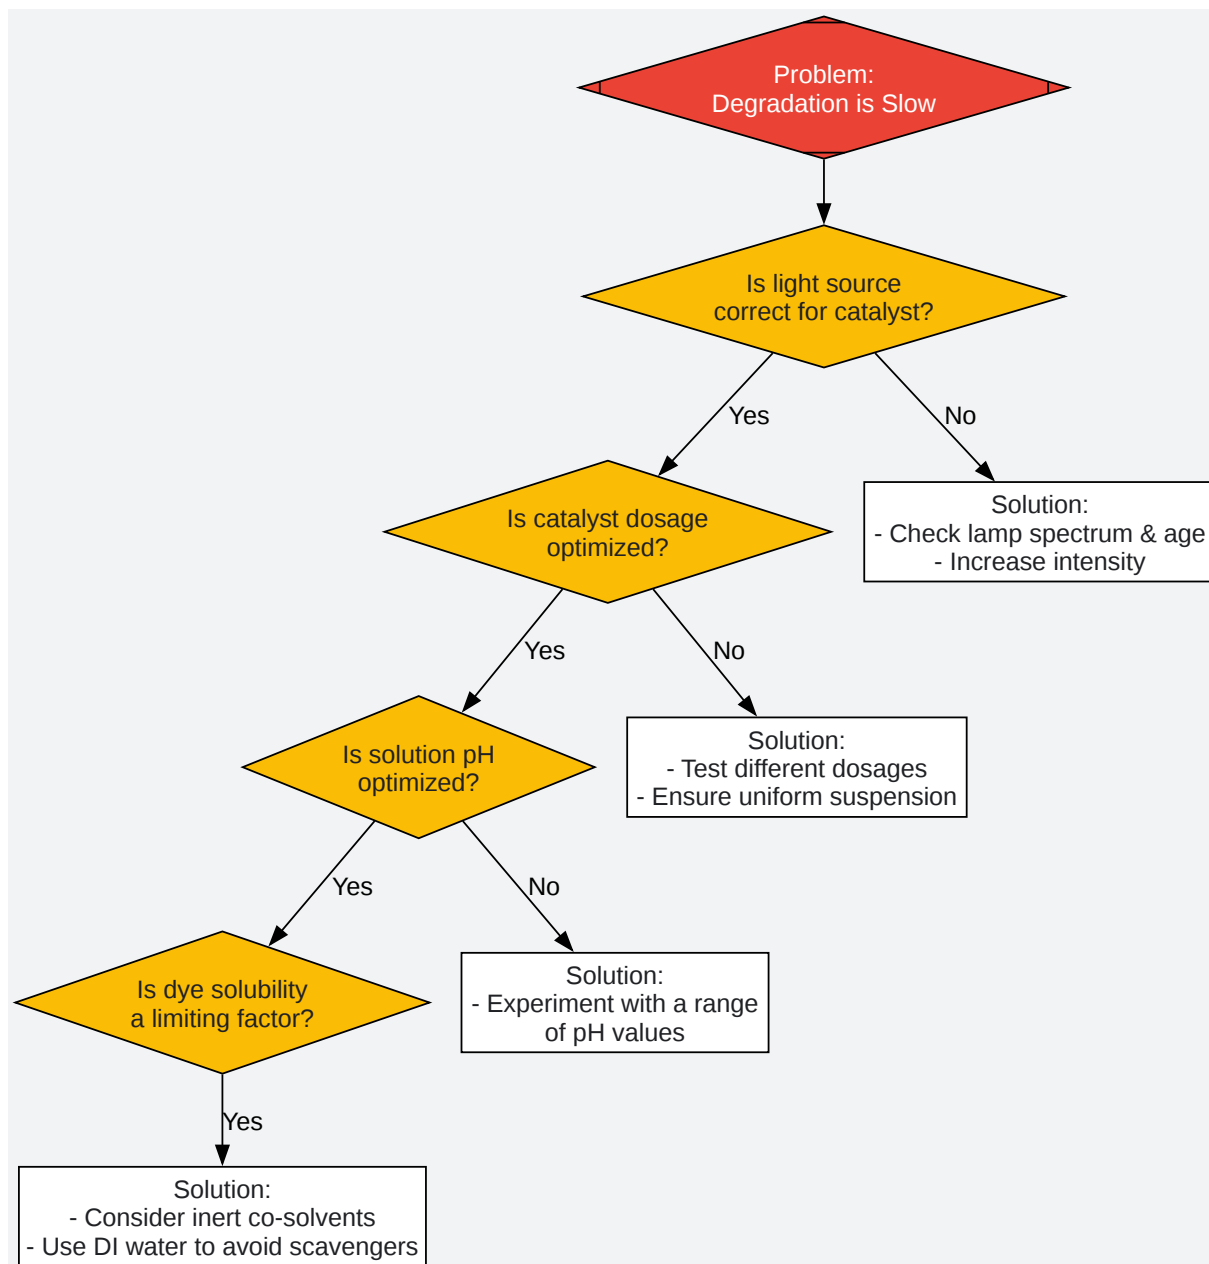 Problem:
Degradation is Slow
Is light source
correct for catalyst?
Yes
No
Is catalyst dosage
optimized?
Solution:
- Check lamp spectrum & age
- Increase intensity
Yes
No
Is solution pH
optimized?
Solution:
- Test different dosages
- Ensure uniform suspension
Yes
No
Is dye solubility
a limiting factor?
Solution:
- Experiment with a range
of pH values
Yes
Solution:
- Consider inert co-solvents
- Use DI water to avoid scavengers